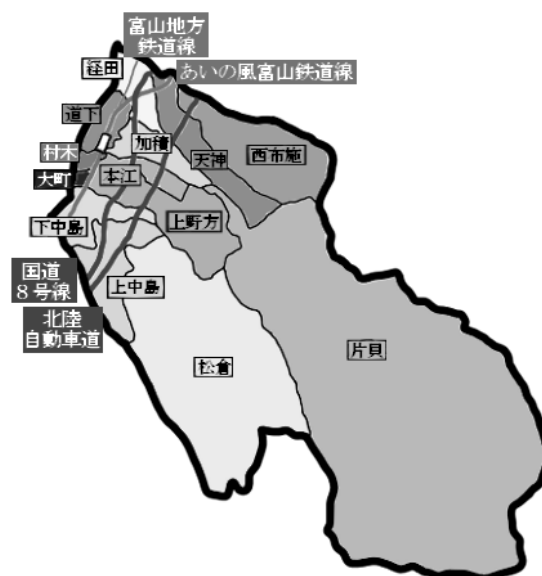 富山地方
鉄道線
経田
あいの風富山鉄道線
道下
加積
村木
天神
西布施
大町
本江
下中島
上野方
国道
８号線
上中島
北陸
自動車道
片貝
松倉